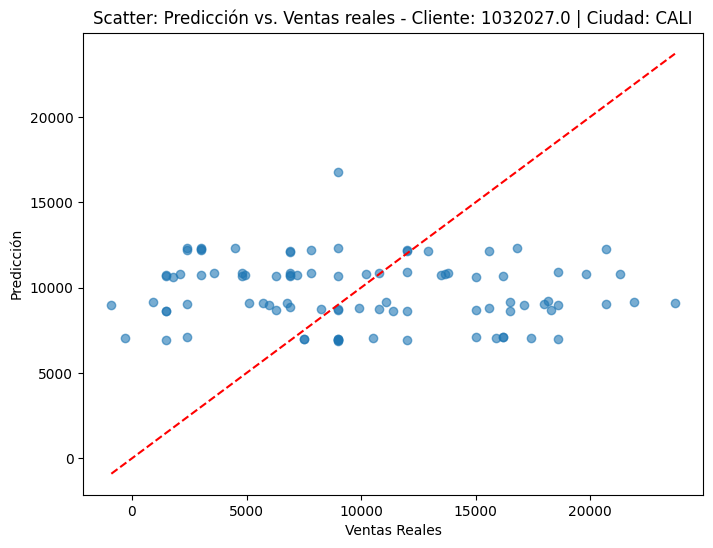 Scatter: Predicción vs. Ventas reales - Cliente: 1032027.0 | Ciudad: CALI
Predicción
20000
15000
10000
5000
0
0 5000 10000 15000 20000
Ventas Reales